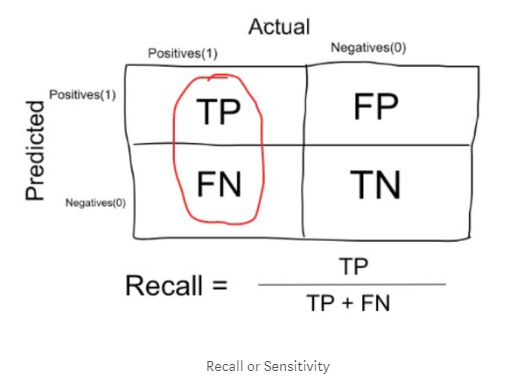 Actual
Positives(1) Negatives(0)
Predicted
Positives(1) TP FP
Negatives(0) FN TN
Recall = TP
TP + FN
Recall or Sensitivity